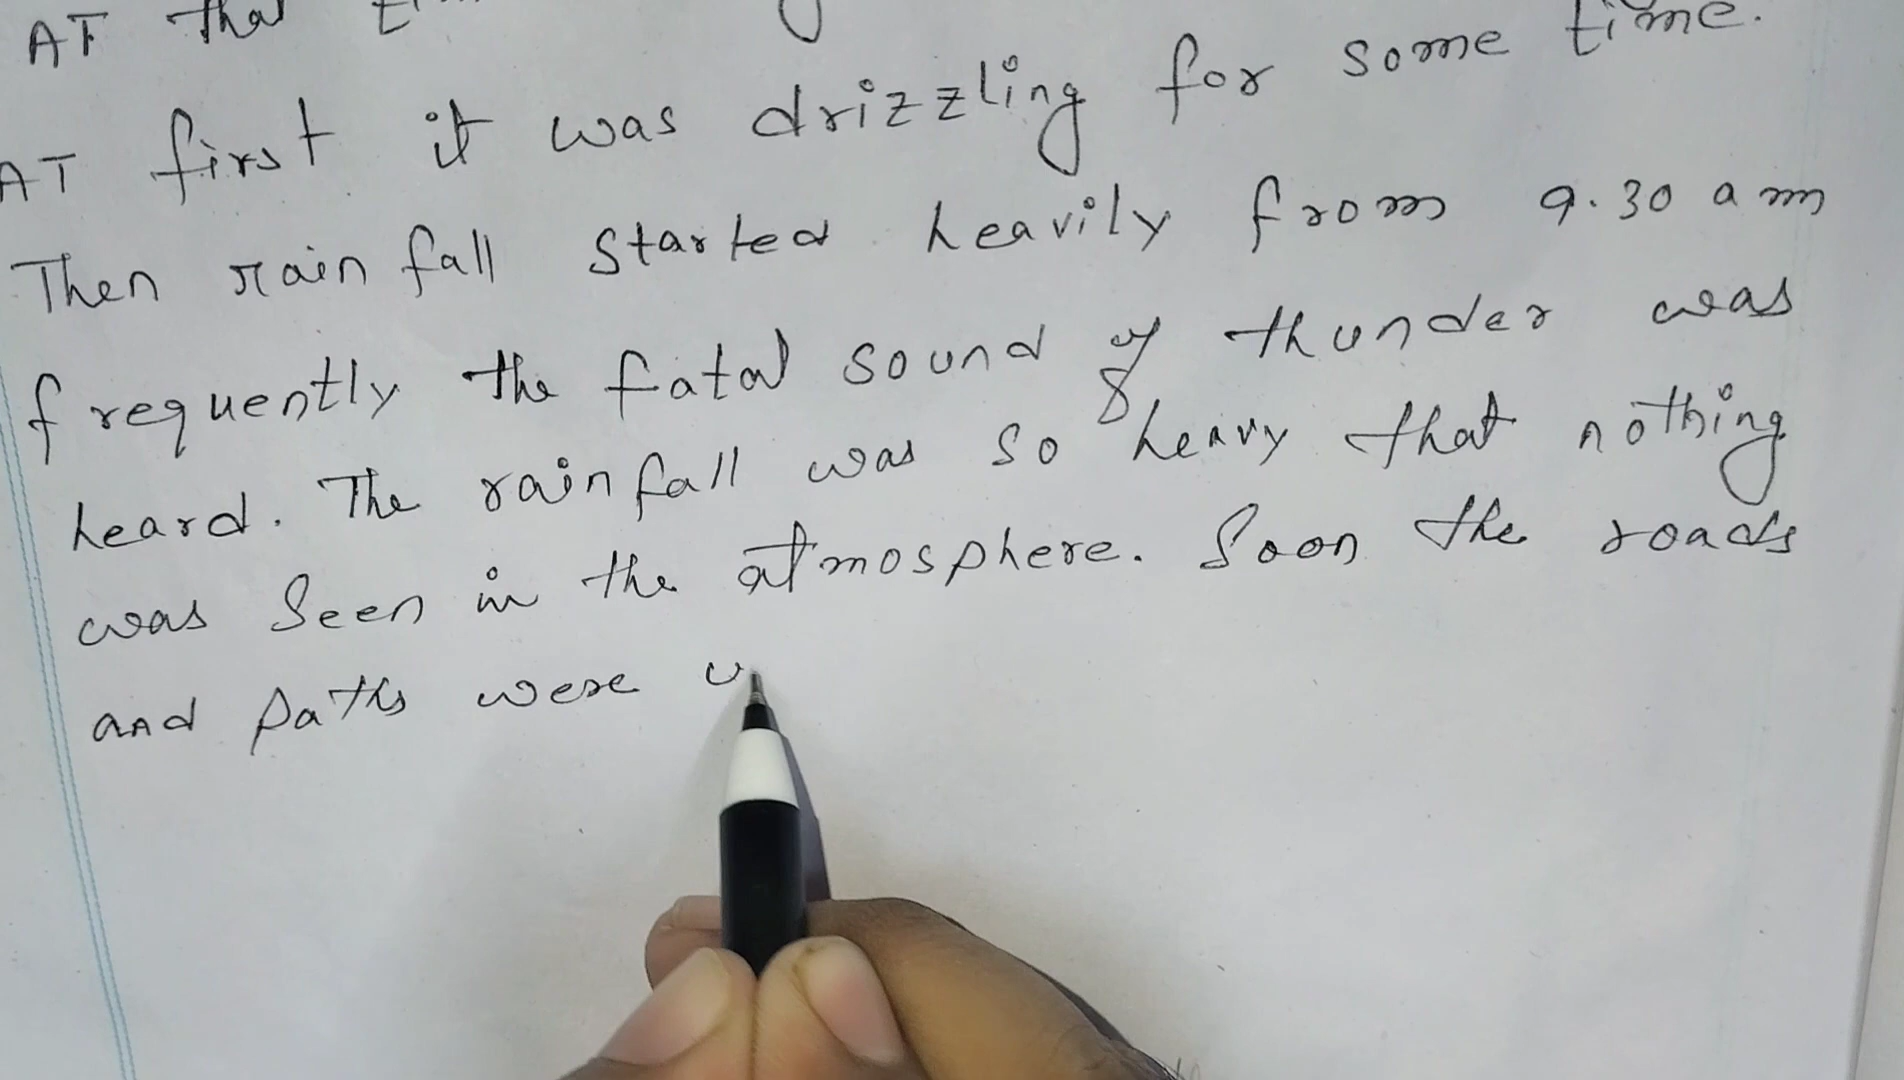 AT that
AT first it was drizzling for some time.
Then rain fall started heavily from 9.30 am
frequently the fatal sound of thunder was
heard. The rainfall was so heavy that nothing
was Seen in the atmosphere. Soon the roads
and paths were